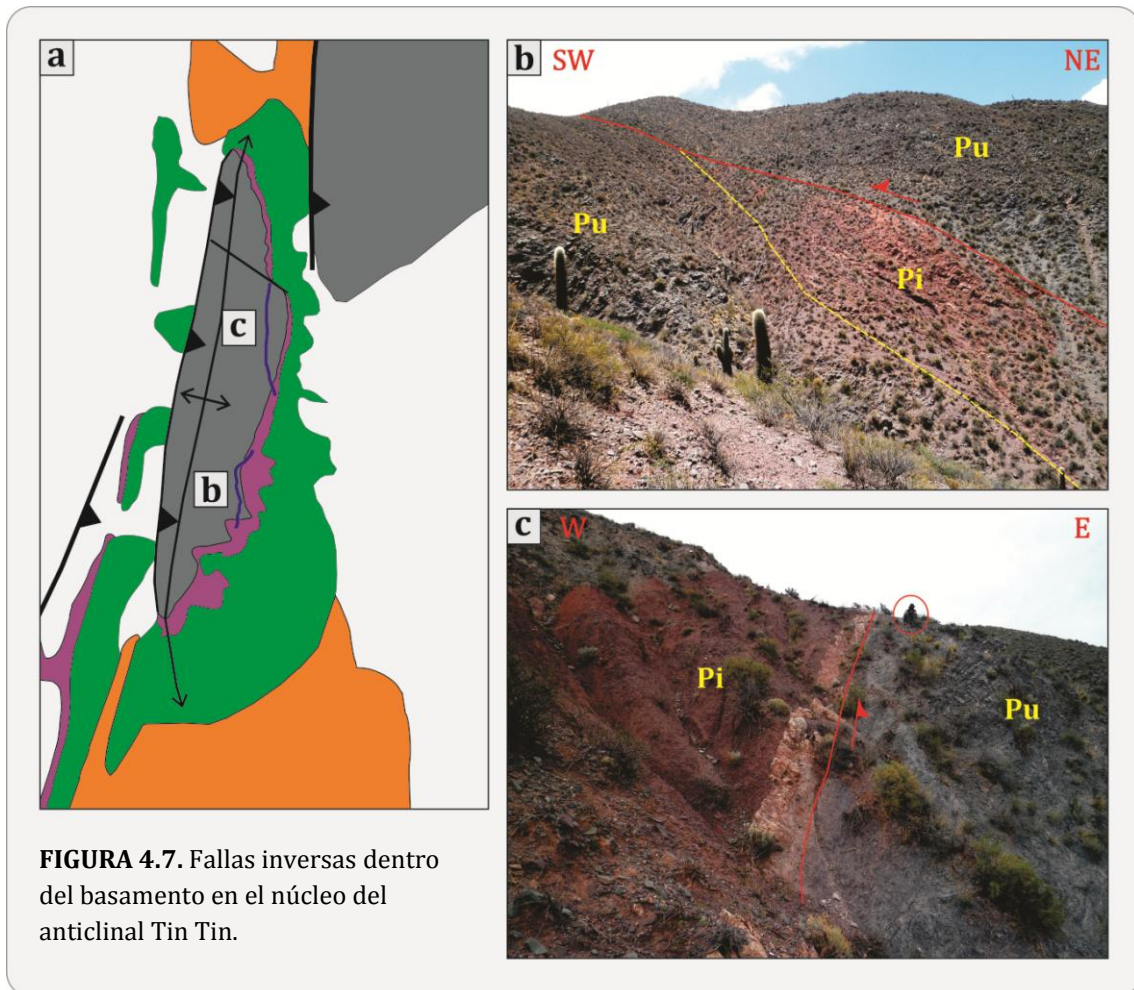 a
c
b
b SW NE
Pu
Pu
Pi
c W E
Pi
Pu
FIGURA 4.7. Fallas inversas dentro
del basamento en el núcleo del
anticlinal Tin Tin.